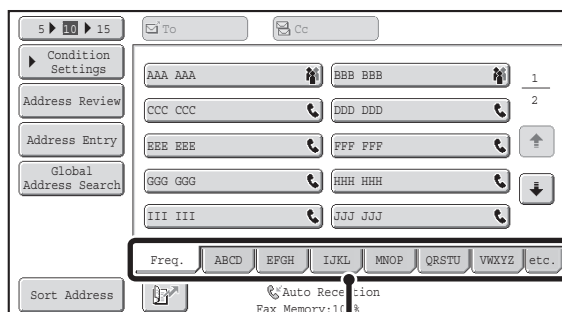 5 10 15
To
Cc
Condition
Settings
Address Review
Address Entry
Global
Address Search
Sort Address
AAA AAA
BBB BBB
CCC CCC
DDD DDD
EEE EEE
FFF FFF
GGG GGG
HHH HHH
III III
JJJ JJJ
1
2
Freq. ABCD EFGH IJKL MNOP QRSTU VWXYZ etc.
Auto
Fax